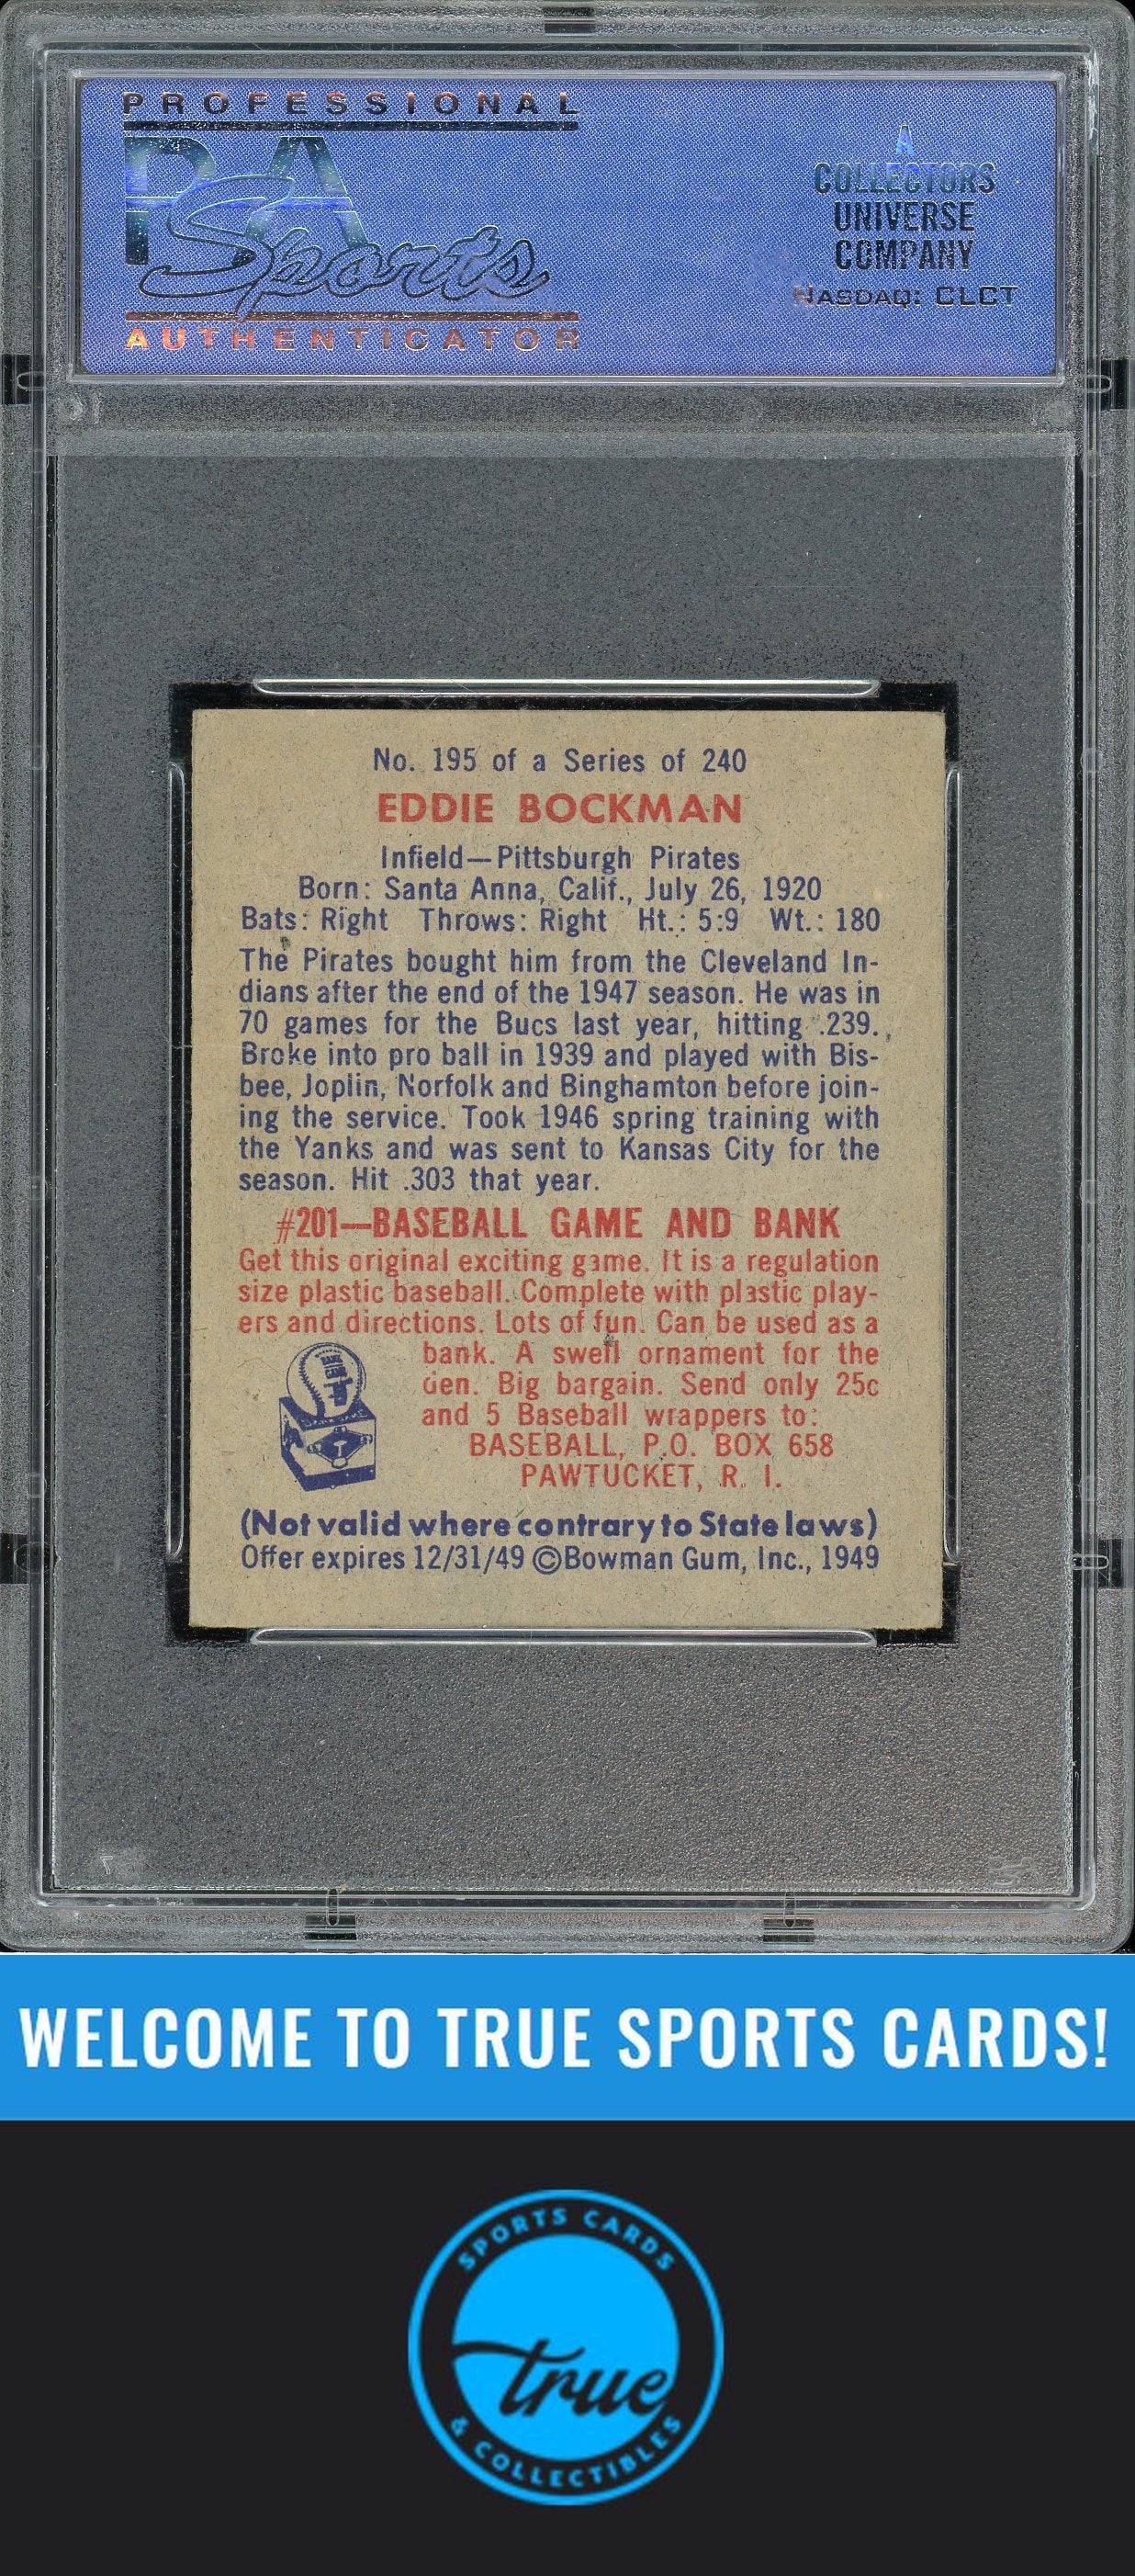 PROFESSIONAL
PSA
Sports
AUTHENTICATOR
A
COLLECTORS
UNIVERSE
COMPANY
NASDAQ: CLCT
No. 195 of a Series of 240
EDDIE BOCKMAN
Infield—Pittsburgh Pirates
Born: Santa Anna, Calif., July 26, 1920
Bats: Right Throws: Right Ht.: 5:9 Wt.: 180
The Pirates bought him from the Cleveland In-
dians after the end of the 1947 season. He was in
70 games for the Bucs last year, hitting .239.
Broke into pro ball in 1939 and played with Bis-
bee, Joplin, Norfolk and Binghamton before join-
ing the service. Took 1946 spring training with
the Yanks and was sent to Kansas City for the
season. Hit .303 that year.
#201—BASEBALL GAME AND BANK
Get this original exciting game. It is a regulation
size plastic baseball. Complete with plastic play-
ers and directions. Lots of fun. Can be used as a
bank. A swell ornament for the
den. Big bargain. Send only 25c
and 5 Baseball wrappers to:
BASEBALL, P.O. BOX 658
PAWTUCKET, R. I.
(Not valid where contrary to State laws)
Offer expires 12/31/49 ©Bowman Gum, Inc., 1949
WELCOME TO TRUE SPORTS CARDS!
SPORTS CARDS
true
& COLLECTIBLES